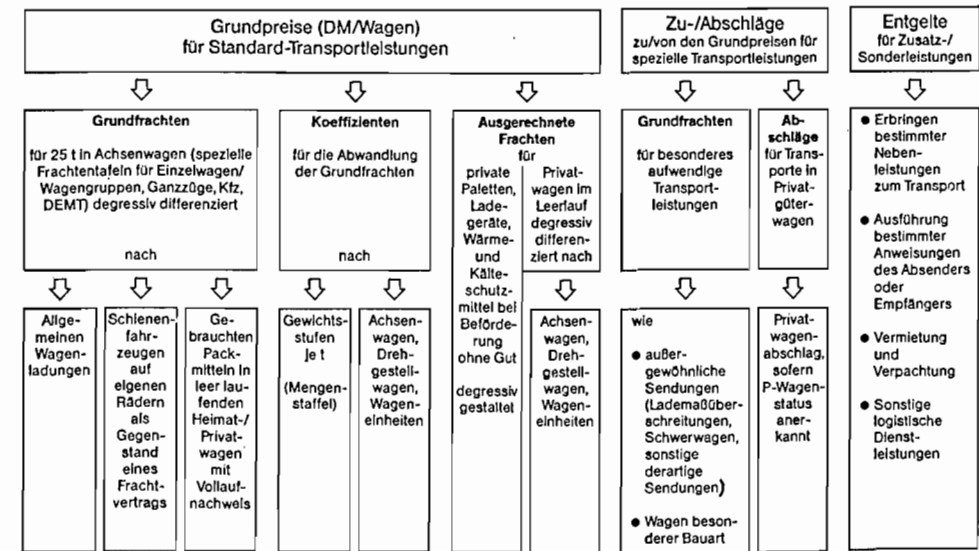 Grundpreise (DM/Wagen)
für Standard-Transportleistungen
Zu-/Abschläge
zu/von den Grundpreisen für
spezielle Transportleistungen
Entgelte
für Zusatz-/
Sonderleistungen
Grundfrachten
für 25 t in Achsenwagen (spezielle
Frachtentafeln für Einzelwagen/
Wagengruppen, Ganzzüge, Kfz,
DEMT) degressiv differenziert
nach
Koeffizienten
für die Abwandlung
der Grundfrachten
nach
Ausgerechnete
Frachten
für
private
Paletten,
Lade-
geräte,
Wärme-
und
Kälte-
schutz-
mittel bei
Beförde-
rung
ohne Gut
degressiv
gestaltet
Privat-
wagen im
Leerlauf
degressiv
differen-
ziert nach
Grundfrachten
für besonderes
aufwendige
Transport-
leistungen
Ab-
schläge
für Trans-
porte in
Privat-
güter-
wagen
● Erbringen
bestimmter
Neben-
leistungen
zum Transport
● Ausführung
bestimmter
Anweisungen
des Absenders
oder
Empfängers
● Vermietung
und
Verpachtung
● Sonstige
logistische
Dienst-
leistungen
Allge-
meinen
Wagen-
ladungen
Schienen-
fahr-
zeugen
auf
eigenen
Rädern
als
Gegen-
stand
eines
Fracht-
vertrags
Ge-
brauchten
Pack-
mitteln in
leer lau-
fenden
Heimat-/
Privat-
wagen
mit
Vollauf-
nachweis
Gewichts-
stufen
je t
(Mengen-
staffel)
Achsen-
wagen,
Dreh-
gestell-
wagen,
Wagen-
einheiten
Achsen-
wagen,
Dreh-
gestell-
wagen,
Wagen-
einheiten
wie
● außer-
gewöhnliche
Sendungen
(Lademaßüber-
schreitungen,
Schwerwagen,
sonstige
derartige
Sendungen)
● Wagen beson-
derer Bauart
Privat-
wagen-
abschlag,
sofern
P-Wagen-
status
aner-
kannt